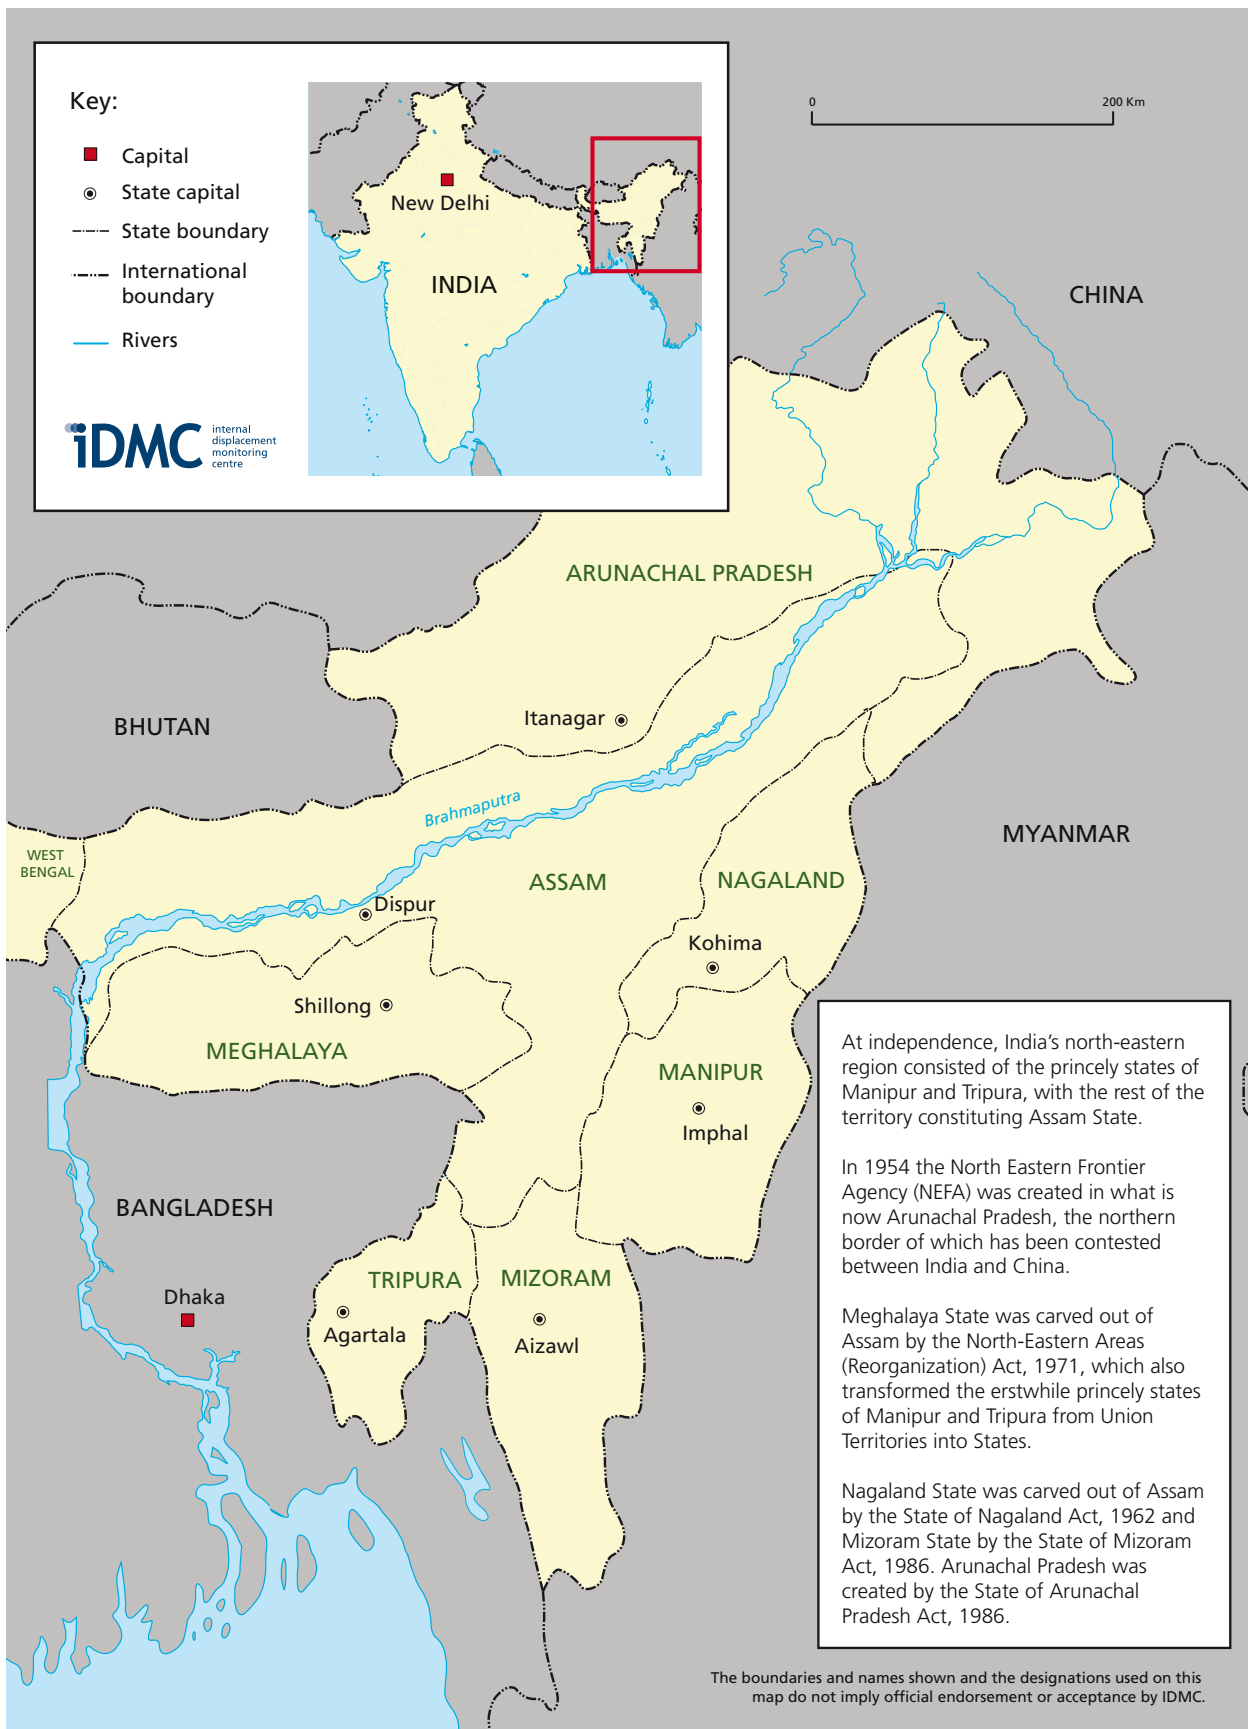 Key:
Capital
State capital
State boundary
International
boundary
Rivers
iDMC
internal
displacement
monitoring
centre
New Delhi
INDIA
0
200 Km
CHINA
ARUNACHAL PRADESH
Itanagar
BHUTAN
Brahmaputra
MYANMAR
WEST
BENGAL
ASSAM
NAGALAND
Dispur
Kohima
Shillong
MEGHALAYA
MANIPUR
Imphal
BANGLADESH
TRIPURA
MIZORAM
Dhaka
Agartala
Aizawl
At independence, India’s north-eastern
region consisted of the princely states of
Manipur and Tripura, with the rest of the
territory constituting Assam State.
In 1954 the North Eastern Frontier
Agency (NEFA) was created in what is
now Arunachal Pradesh, the northern
border of which has been contested
between India and China.
Meghalaya State was carved out of
Assam by the North-Eastern Areas
(Reorganization) Act, 1971, which also
transformed the erstwhile princely states
of Manipur and Tripura from Union
Territories into States.
Nagaland State was carved out of Assam
by the State of Nagaland Act, 1962 and
Mizoram State by the State of Mizoram
Act, 1986. Arunachal Pradesh was
created by the State of Arunachal
Pradesh Act, 1986.
The boundaries and names shown and the designations used on this
map do not imply official endorsement or acceptance by IDMC.